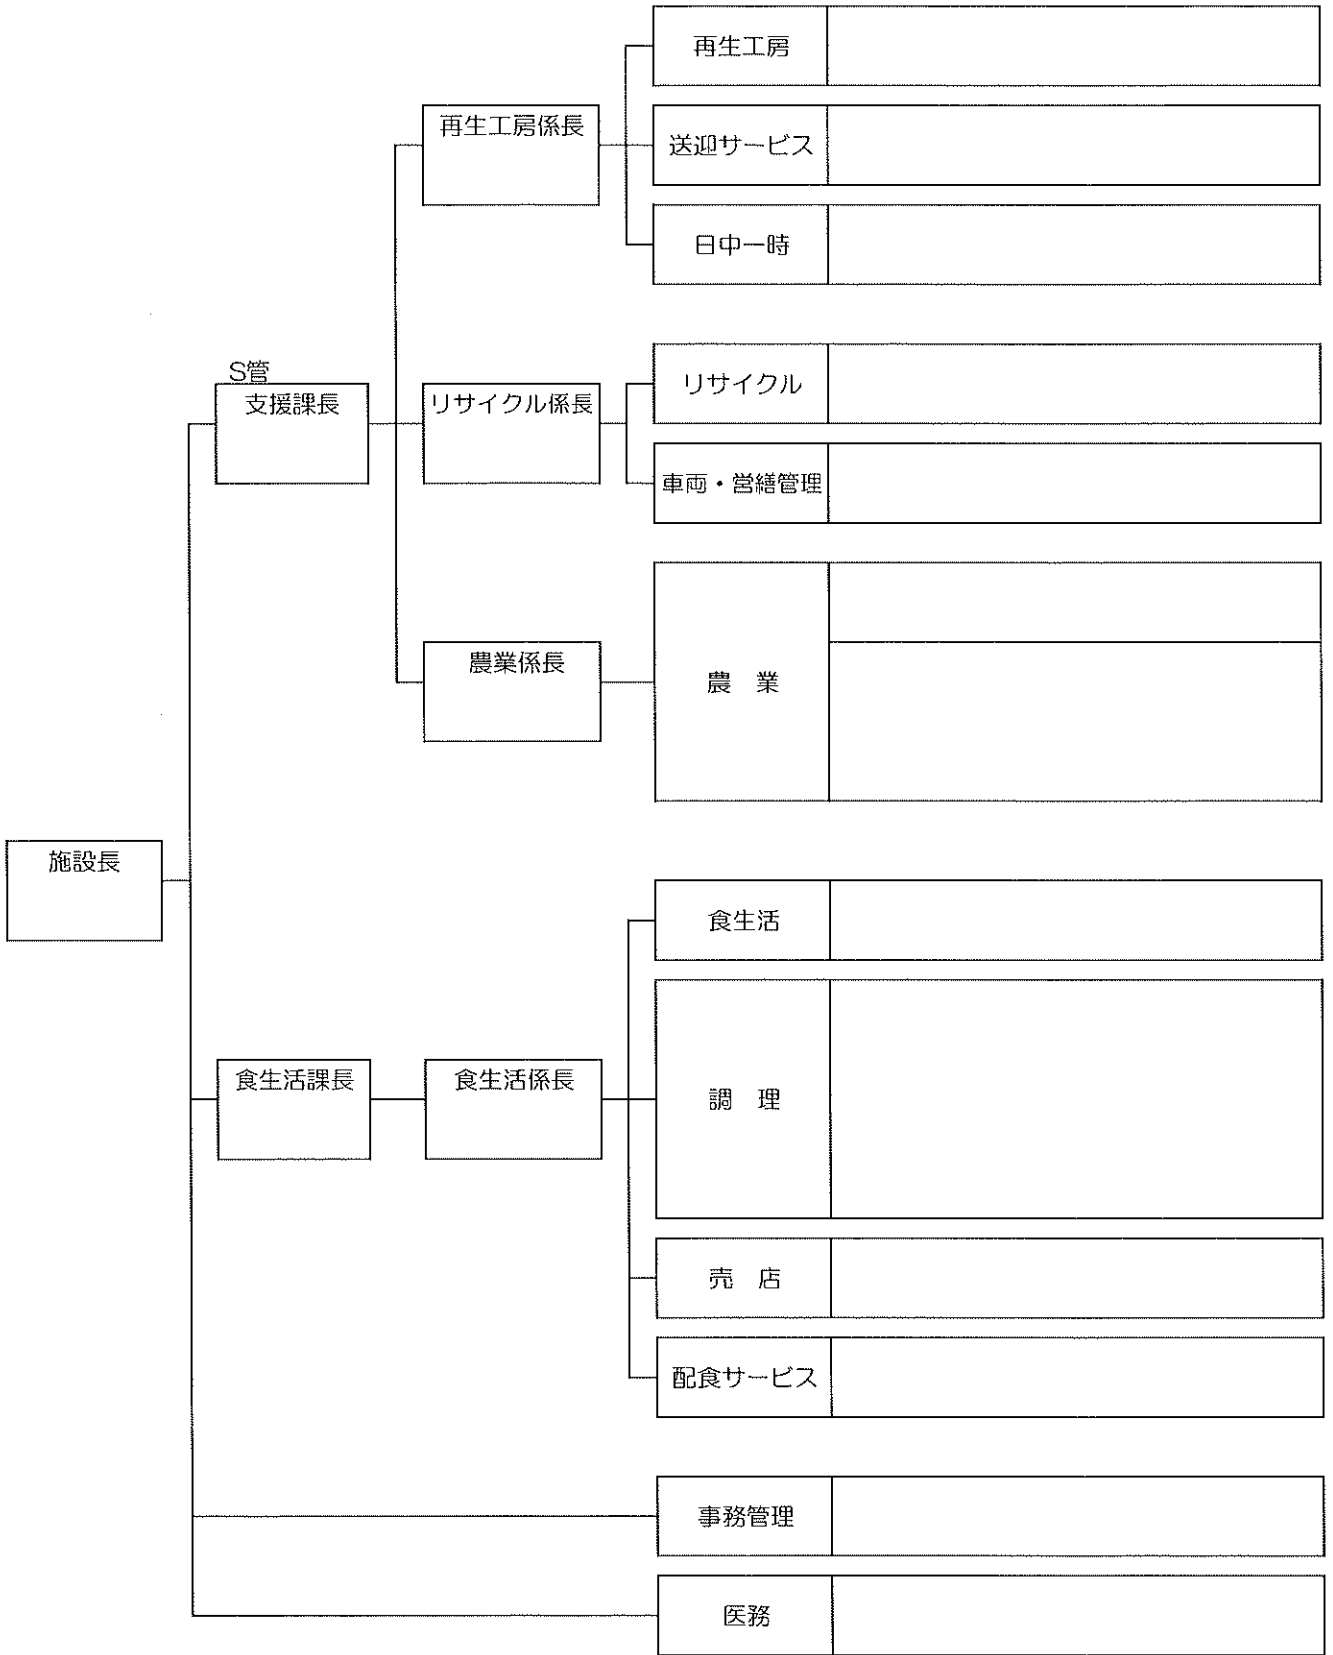 再生工房
再生工房係長
送迎サービス
日中一時
S管
支援課長
リサイクル係長
リサイクル
車両・営繕管理
農業係長
農　業
施設長
食生活
食生活課長
食生活係長
調　理
売　店
配食サービス
事務管理
医務